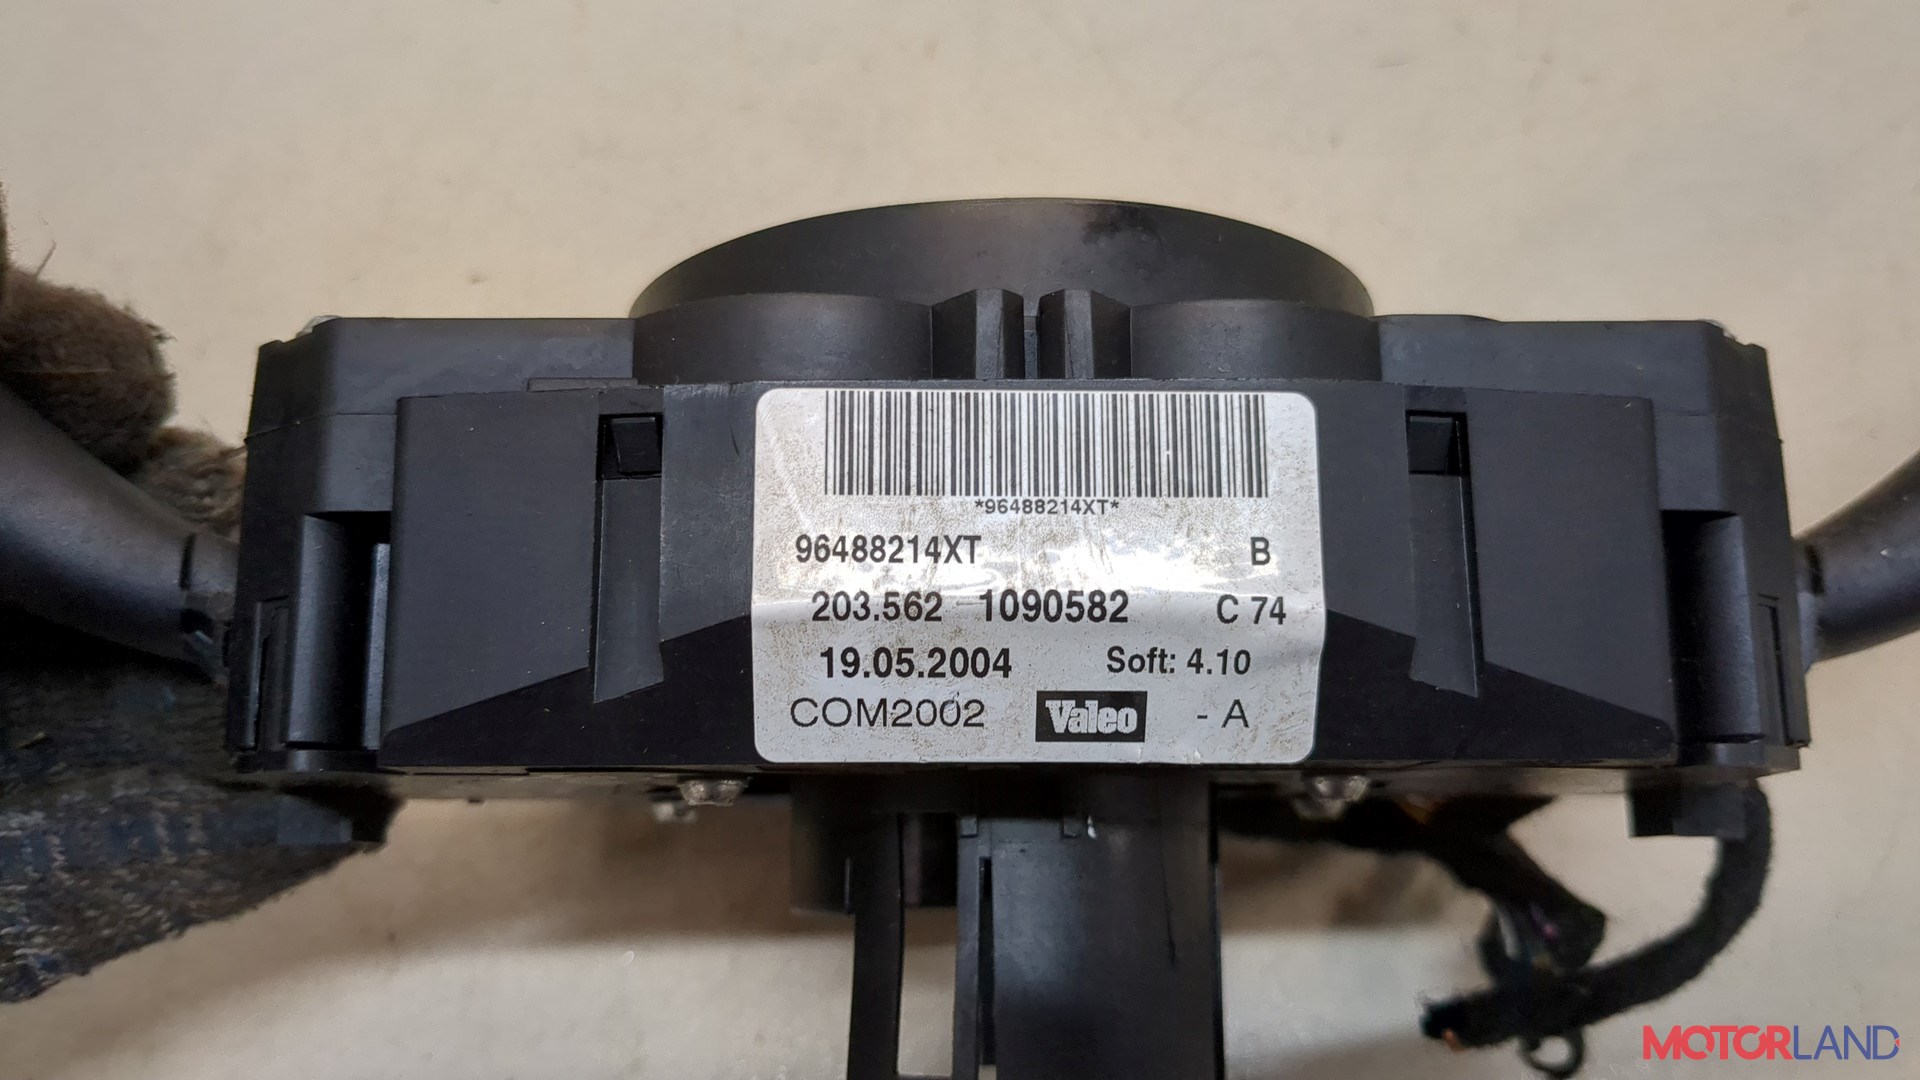 *96488214XT*
96488214XT B
203.562 1090582 C 74
19.05.2004 Soft: 4.10
COM2002 Valeo - A
MOTORLAND